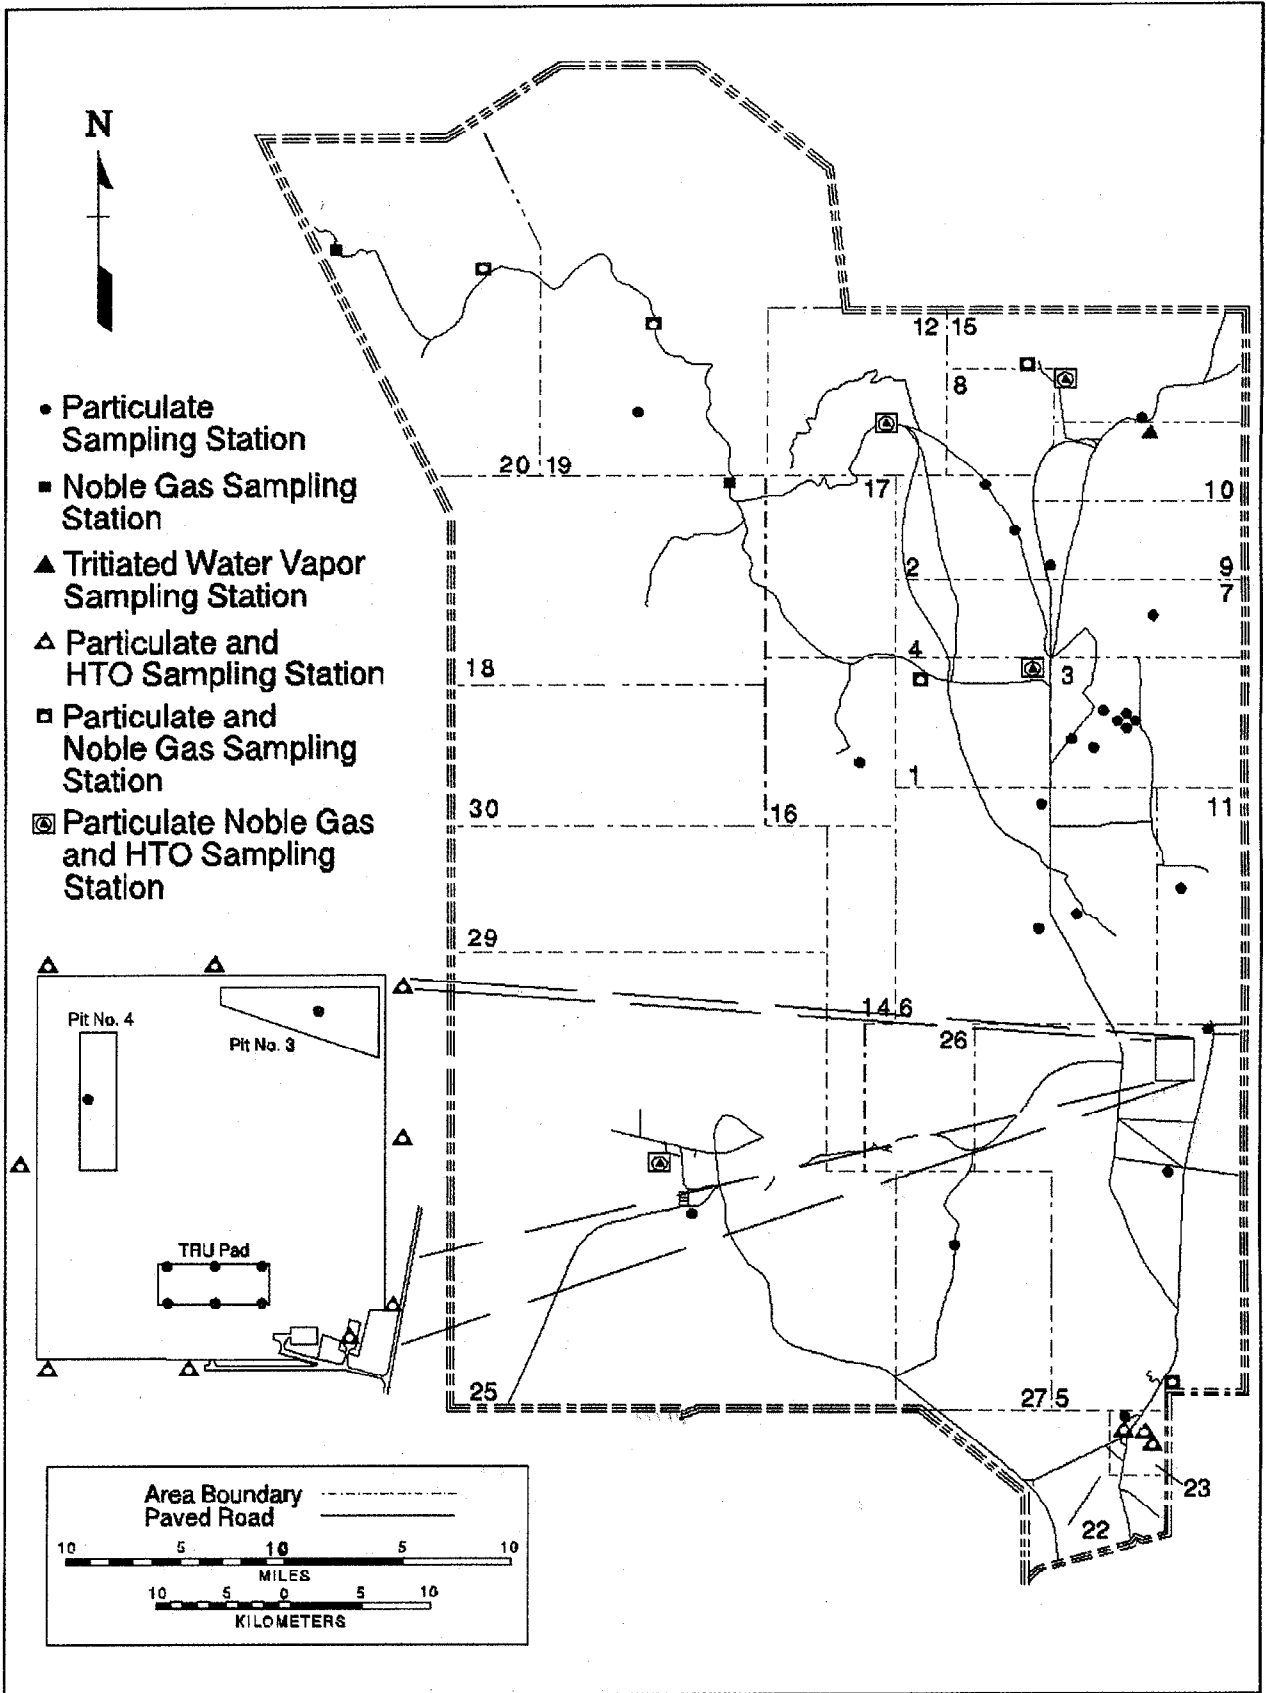 N
Particulate
Sampling Station
Noble Gas Sampling
Station
Tritiated Water Vapor
Sampling Station
Particulate and
HTO Sampling Station
Particulate and
Noble Gas Sampling
Station
Particulate Noble Gas
and HTO Sampling
Station
12 15
8
20 19
17
10
2
9
7
18
4
3
1
30
16
11
29
14 6
26
25
27 5
23
22
Pit No. 4
Pit No. 3
TRU Pad
Area Boundary
Paved Road
10 5 10 5 10
MILES
10 5 0 5 10
KILOMETERS